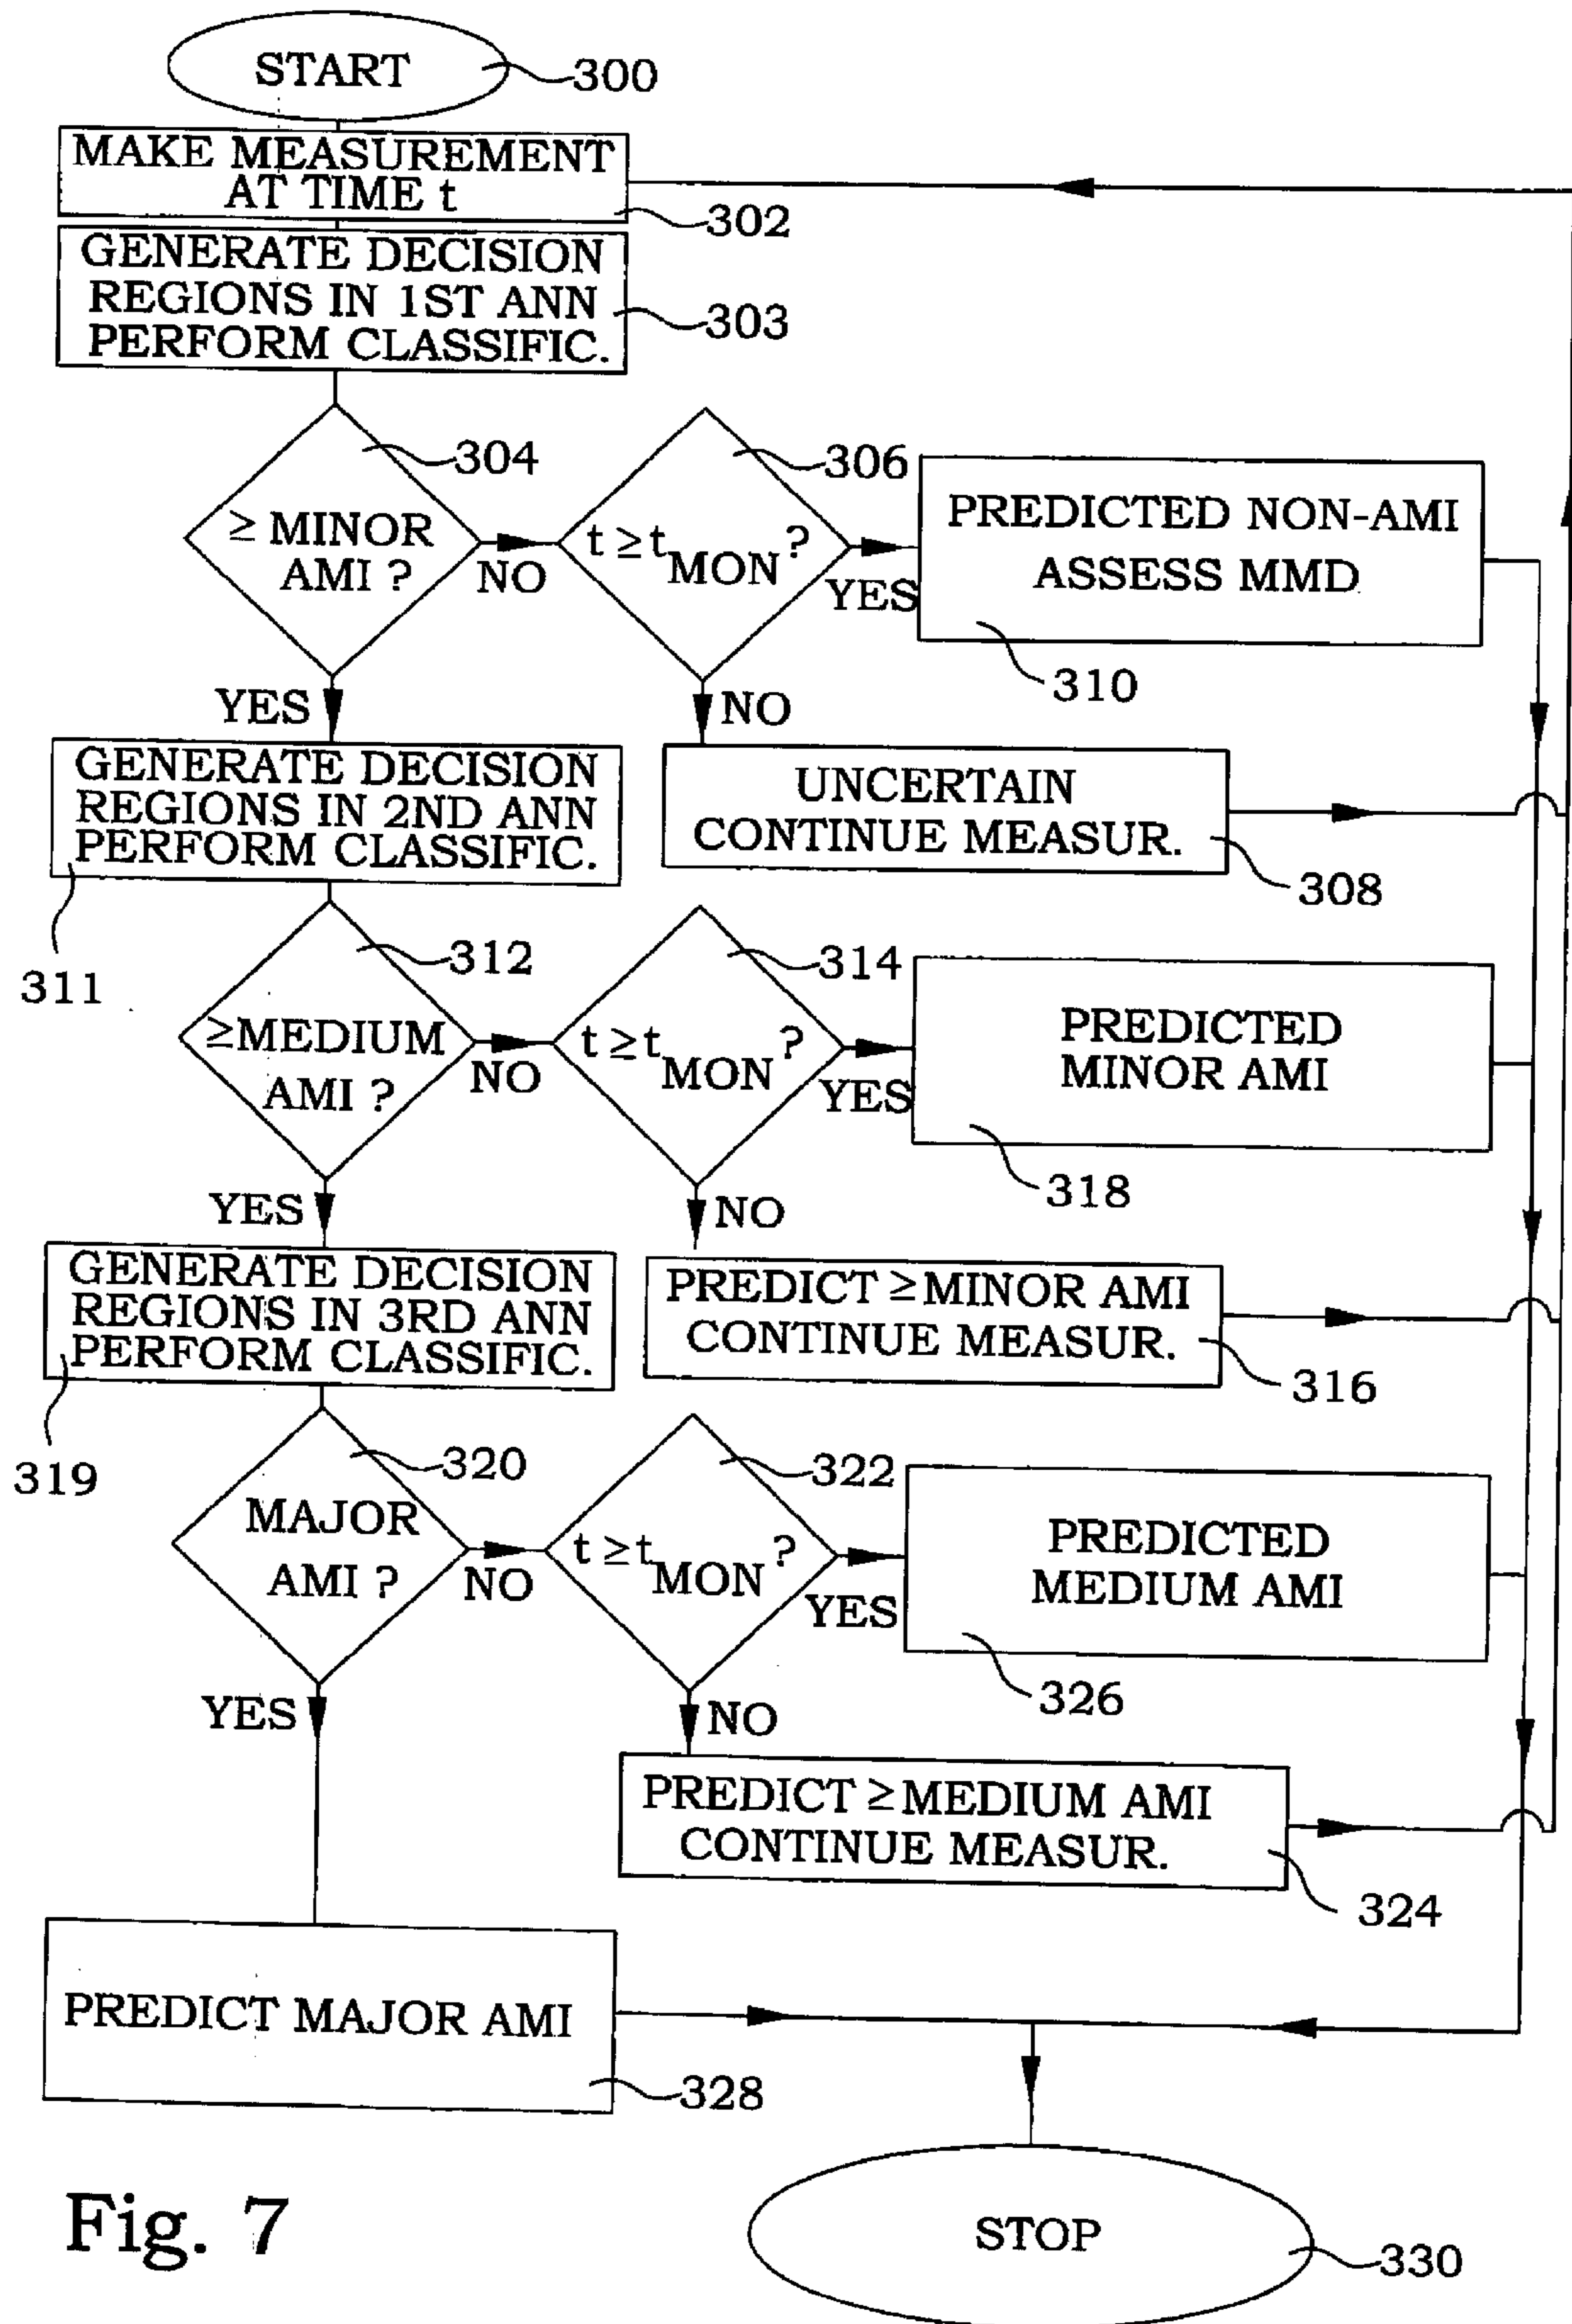 START
300
MAKE MEASUREMENT
AT TIME t
302
GENERATE DECISION
REGIONS IN 1ST ANN
PERFORM CLASSIFIC.
303
304
≥ MINOR
AMI ?
NO
YES
306
t ≥ tMON ?
YES
NO
PREDICTED NON-AMI
ASSESS MMD
310
UNCERTAIN
CONTINUE MEASUR.
308
GENERATE DECISION
REGIONS IN 2ND ANN
PERFORM CLASSIFIC.
311
312
≥MEDIUM
AMI ?
NO
YES
314
t ≥ tMON ?
YES
NO
PREDICTED
MINOR AMI
318
PREDICT ≥ MINOR AMI
CONTINUE MEASUR.
316
GENERATE DECISION
REGIONS IN 3RD ANN
PERFORM CLASSIFIC.
319
320
MAJOR
AMI ?
NO
YES
322
t ≥ tMON ?
YES
NO
PREDICTED
MEDIUM AMI
326
PREDICT ≥ MEDIUM AMI
CONTINUE MEASUR.
324
PREDICT MAJOR AMI
328
STOP
330
Fig. 7